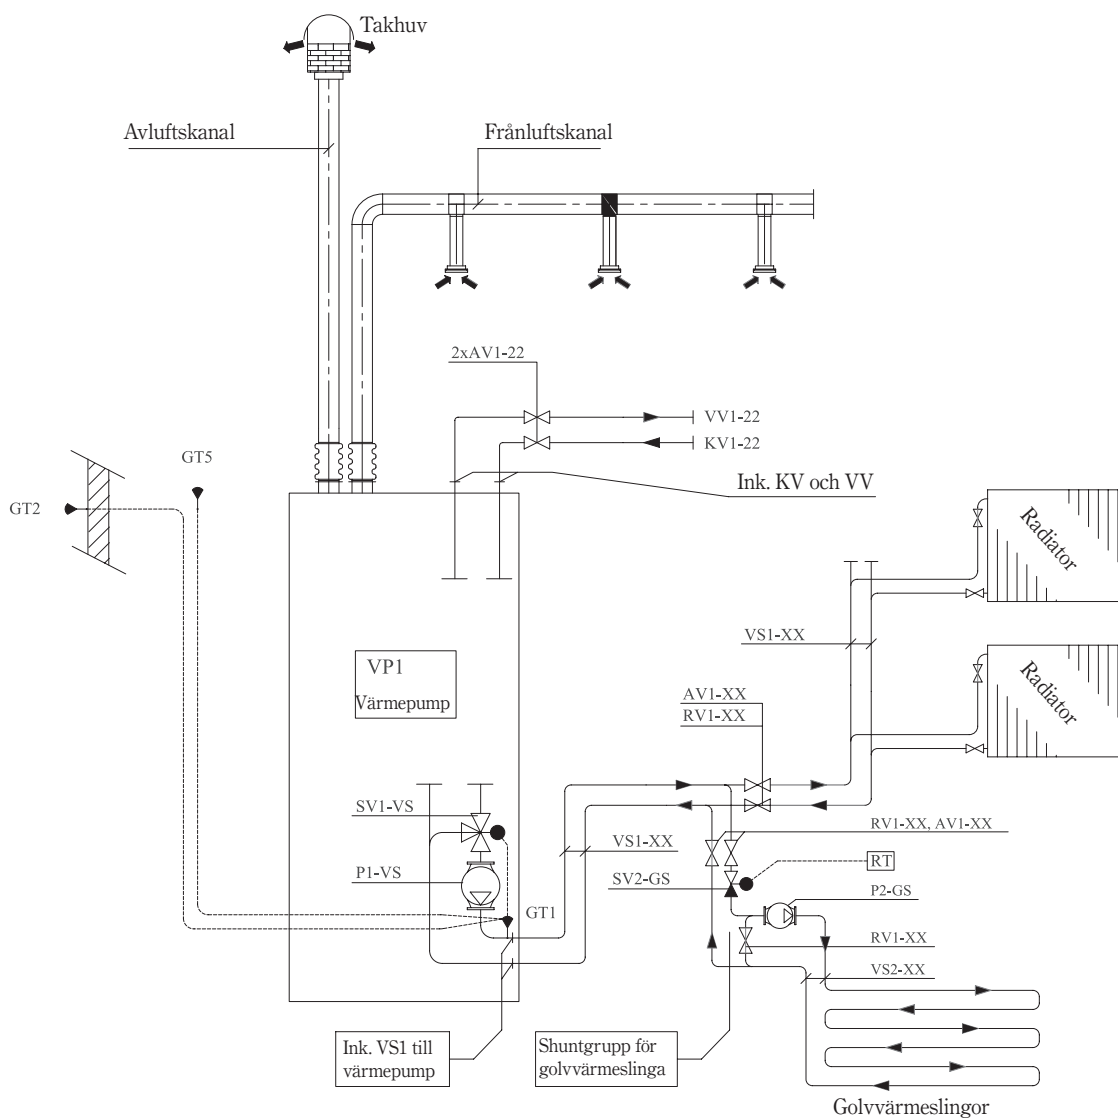 Takhuv
Avluftskanal
Frånluftskanal
2xAV1-22
VV1-22
KV1-22
GT5
GT2
Ink. KV och VV
Radiator
VS1-XX
Radiator
VP1
Värmepump
AV1-XX
RV1-XX
SV1-VS
VS1-XX
RV1-XX, AV1-XX
RT
P1-VS
SV2-GS
P2-GS
GT1
RV1-XX
VS2-XX
Ink. VS1 till
värmepump
Shuntgrupp för
golvvärmeslinga
Golvvärmeslingor